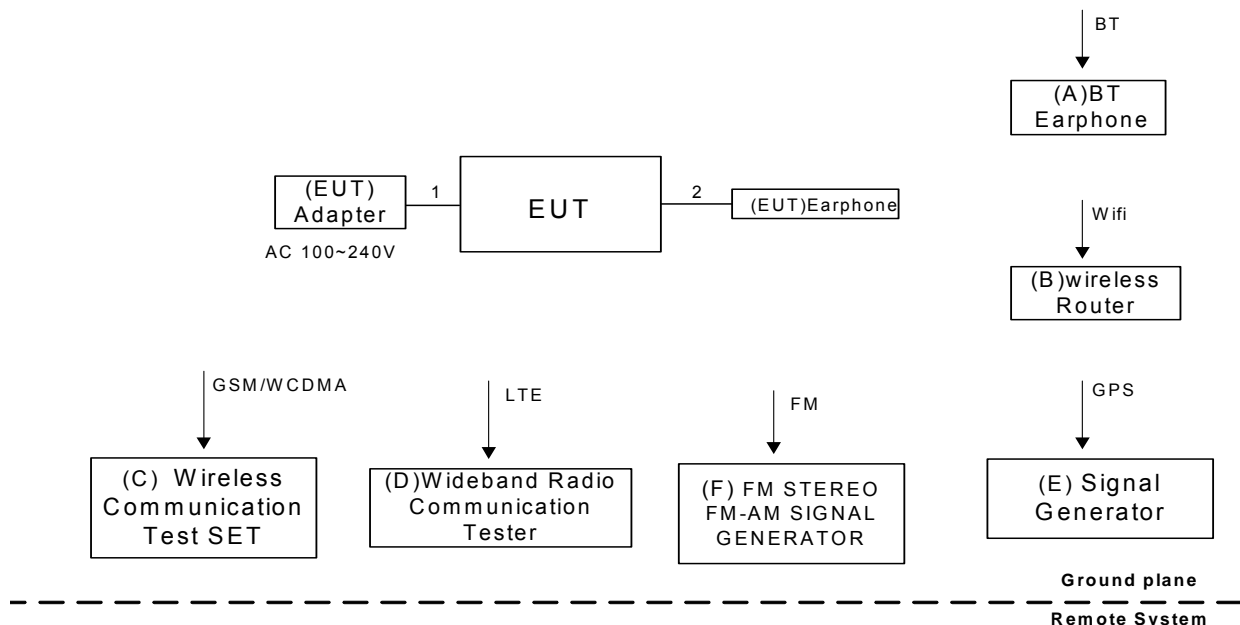 BT
(A)BT
Earphone
(EUT)
Adapter
1
EUT
2
(EUT)Earphone
AC 100~240V
Wifi
(B)wireless
Router
GSM/WCDMA
LTE
FM
GPS
(C) Wireless
Communication
Test SET
(D)Wideband Radio
Communication
Tester
(F) FM STEREO
FM-AM SIGNAL
GENERATOR
(E) Signal
Generator
Ground plane
Remote System